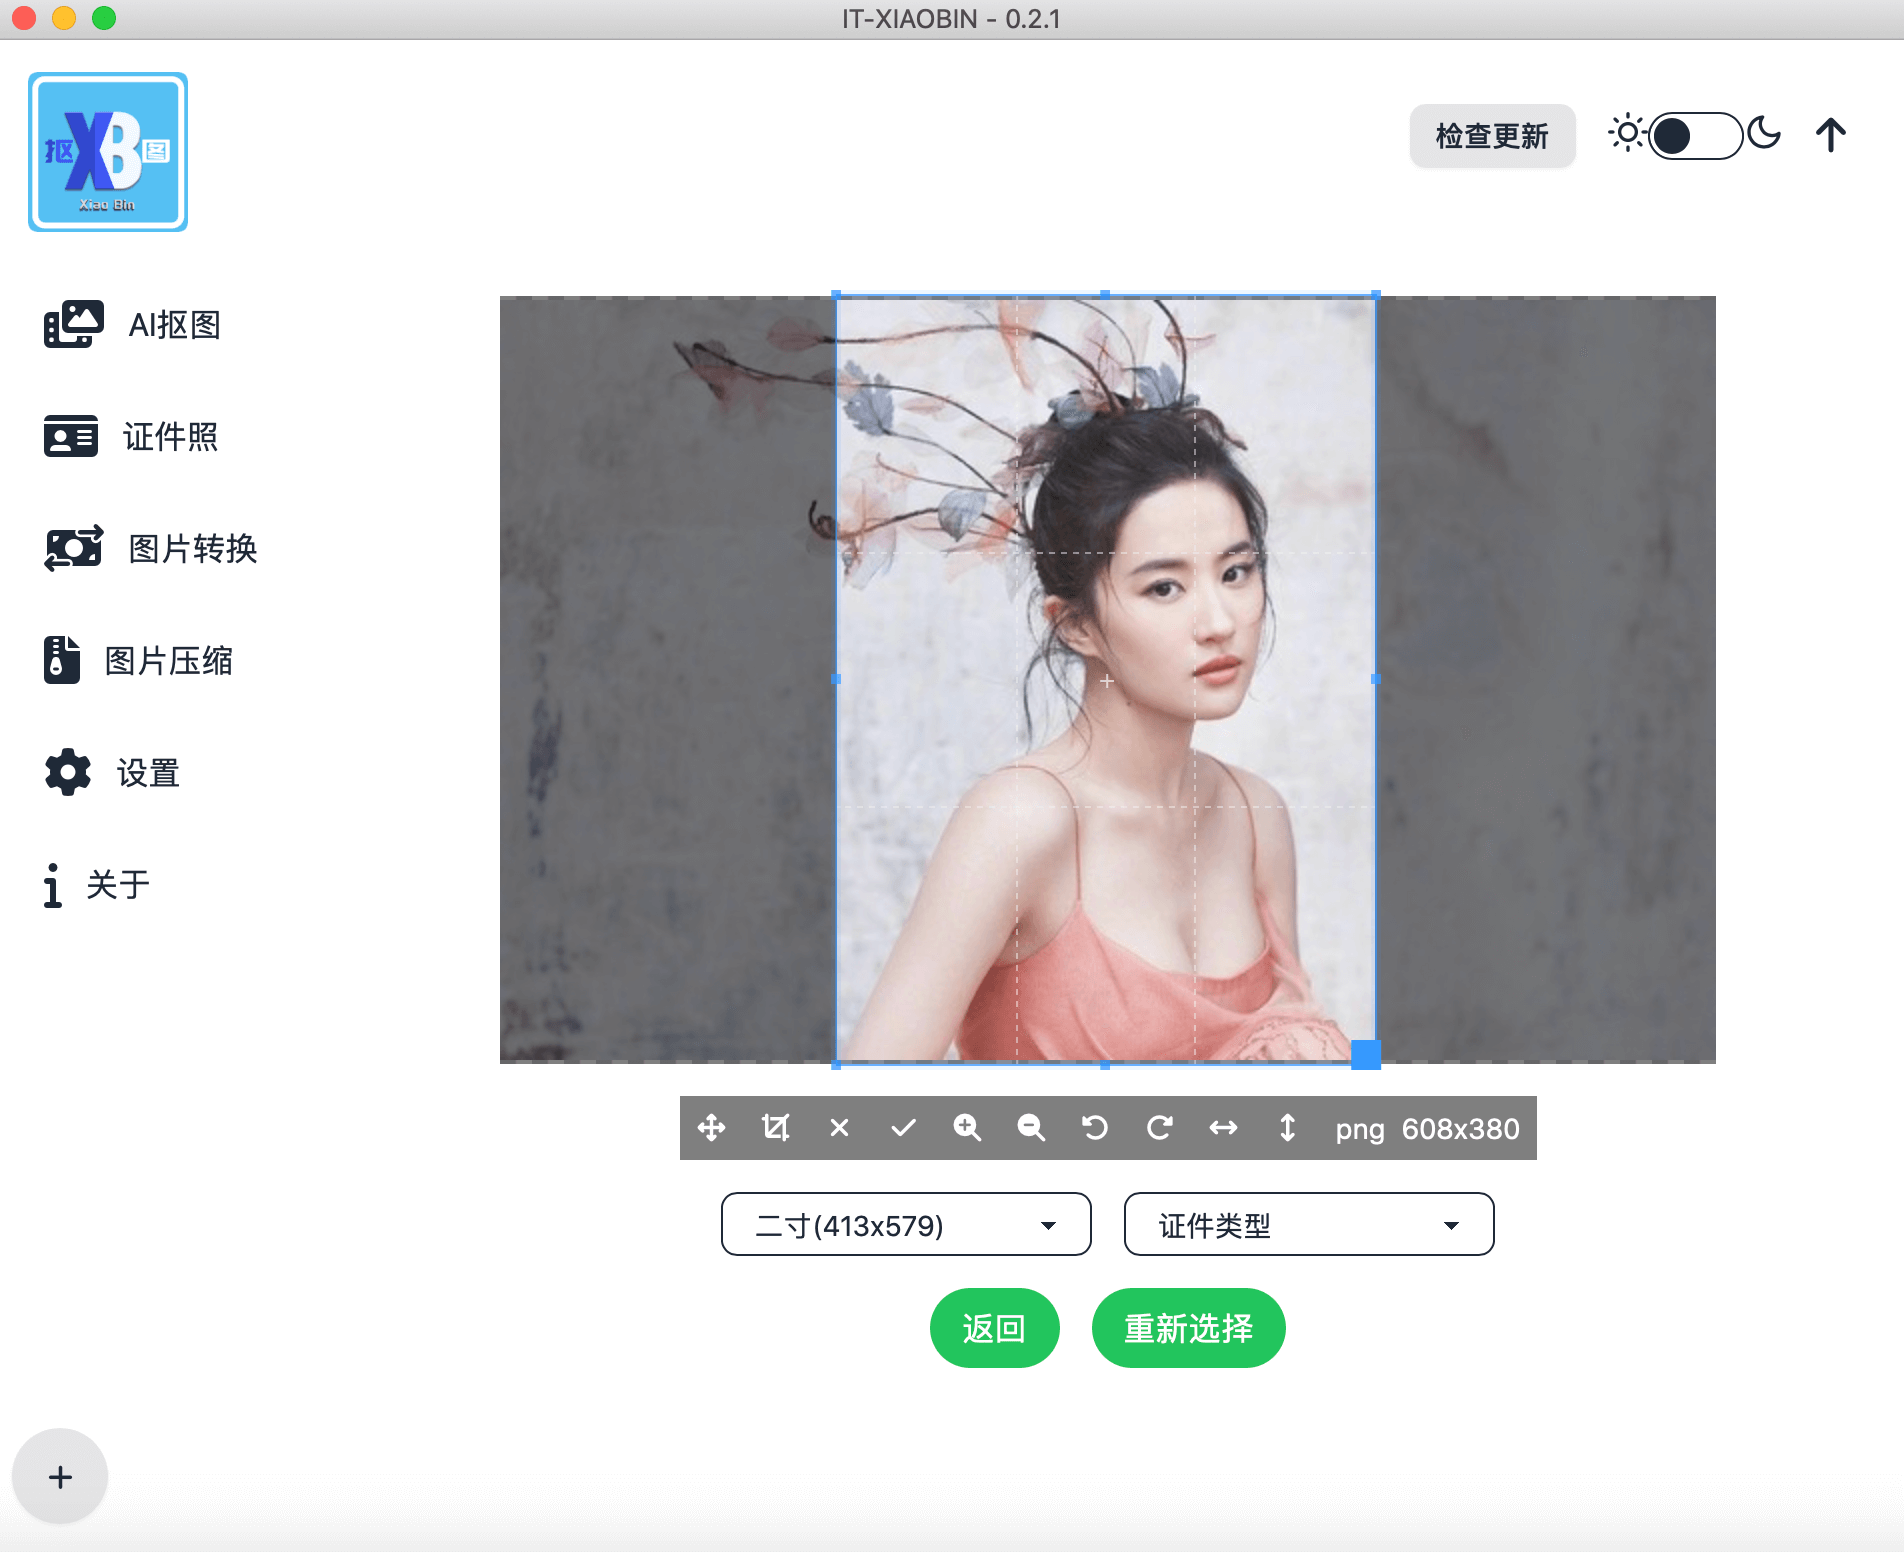 IT-XIAOBIN - 0.2.1
抠XB图
Xiao Bin
检查更新
AI抠图
证件照
图片转换
图片压缩
设置
关于
png 608x380
二寸(413x579)
证件类型
返回
重新选择